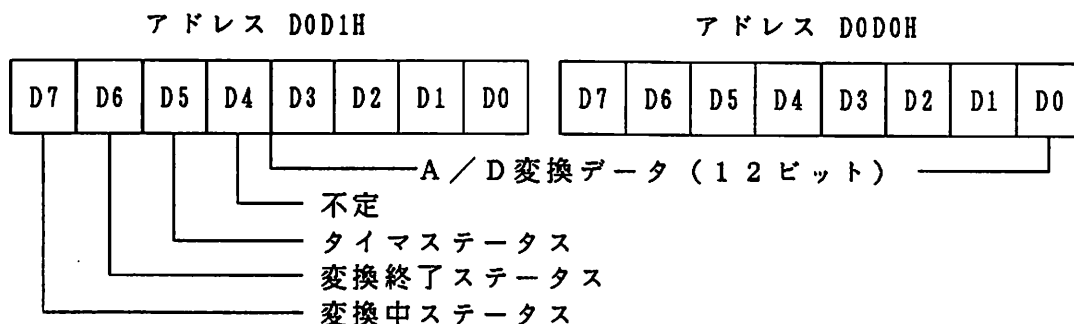 アドレス D0D1H アドレス D0D0H
D7 D6 D5 D4 D3 D2 D1 D0 D7 D6 D5 D4 D3 D2 D1 D0
A/D変換データ(12ビット)
不定
タイマステータス
変換終了ステータス
変換中ステータス